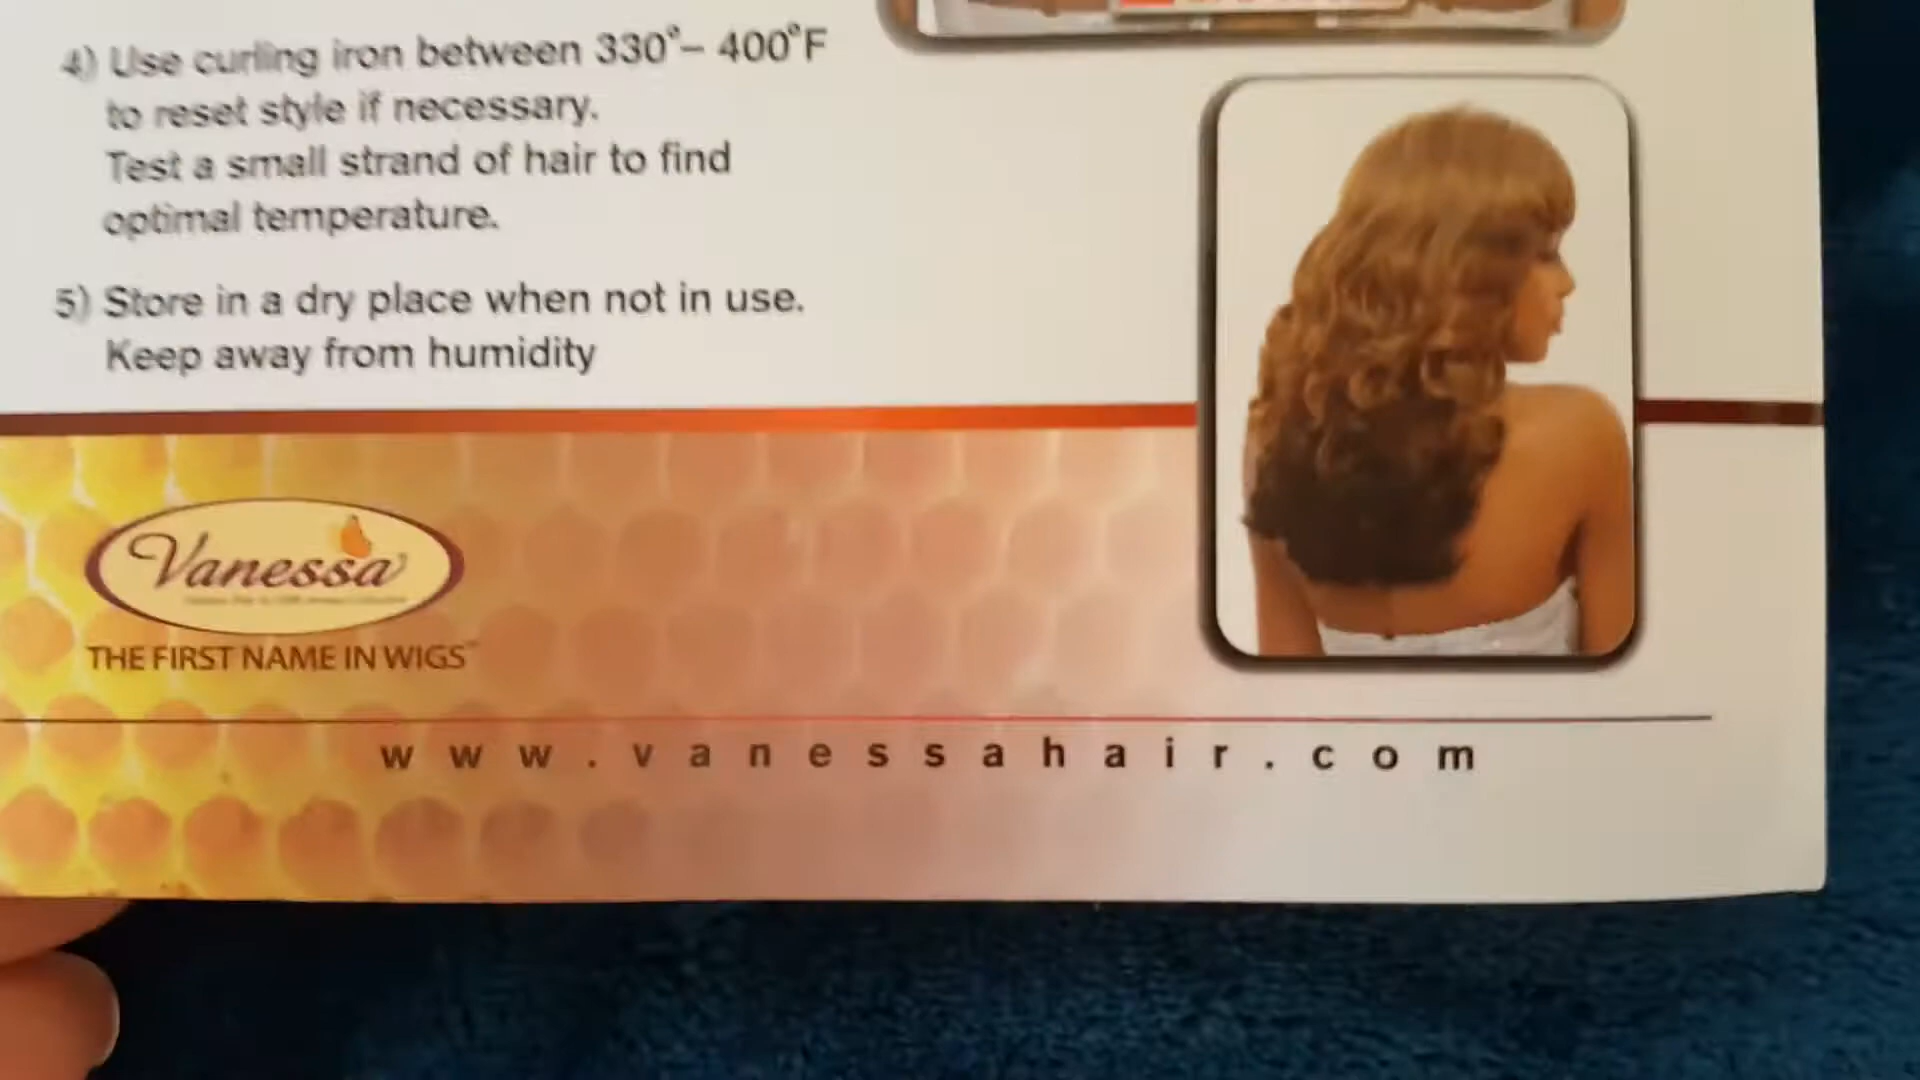 4) Use curling iron between 330°– 400°F
to reset style if necessary.
Test a small strand of hair to find
optimal temperature.
5) Store in a dry place when not in use.
Keep away from humidity
Vanessa
THE FIRST NAME IN WIGS™
www.vanessahair.com